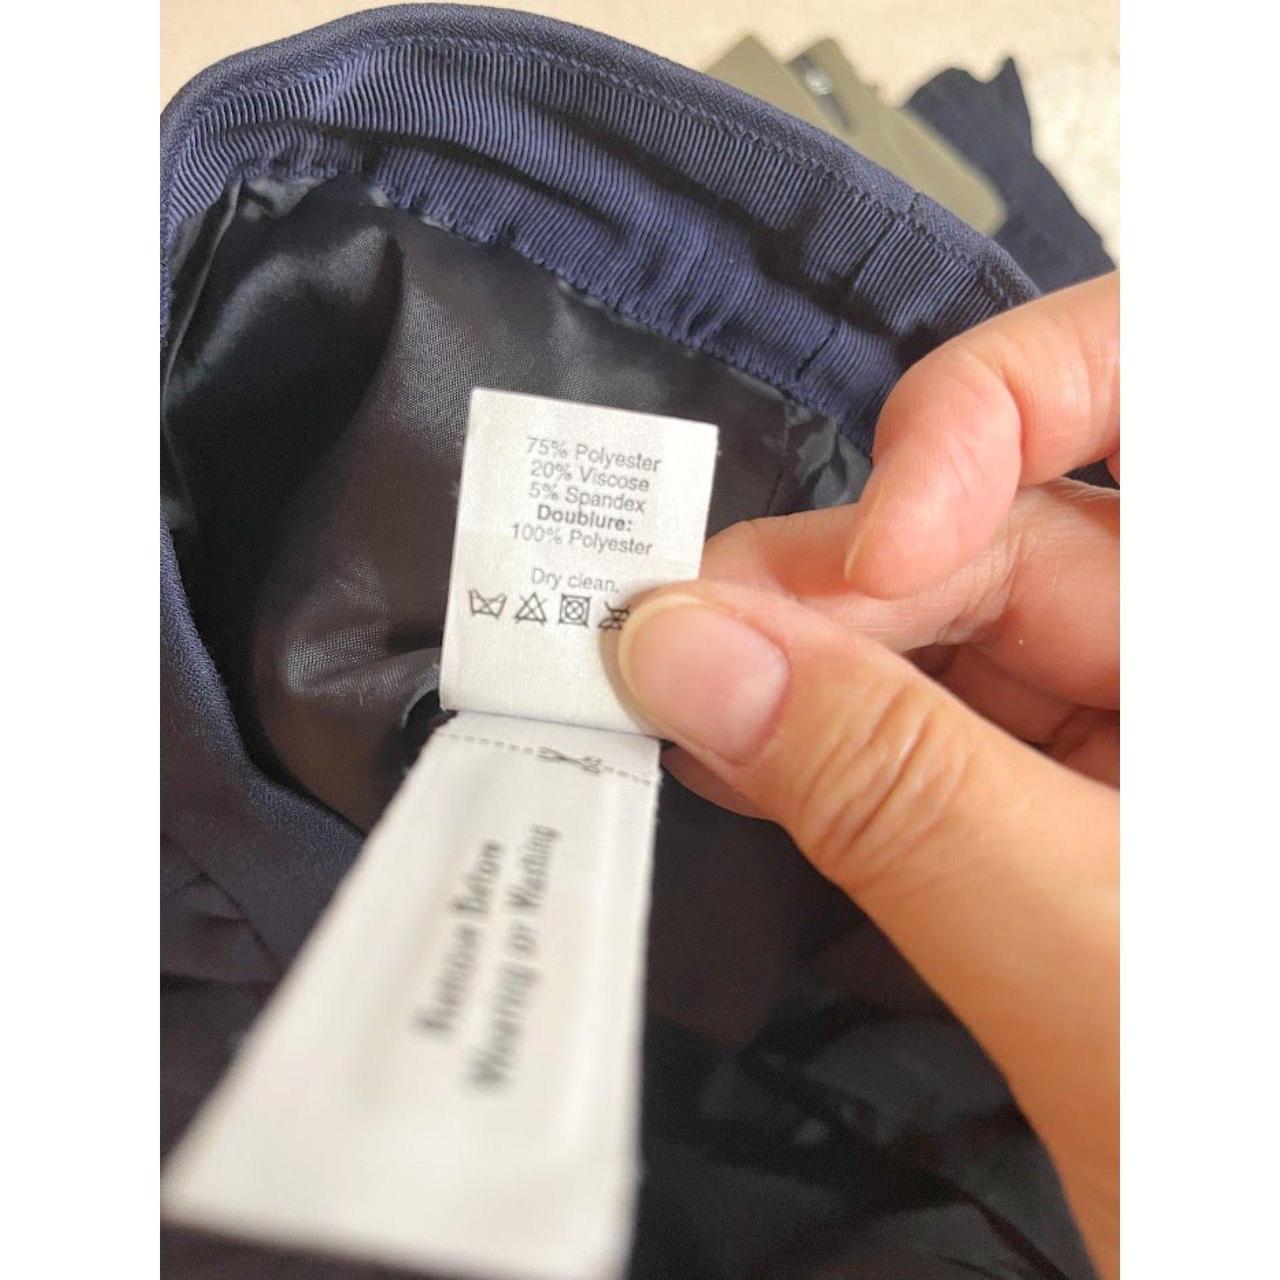 75% Polyester
20% Viscose
5% Spandex
Doublure:
100% Polyester
Dry clean.
Remove Before
Wearing or Washing